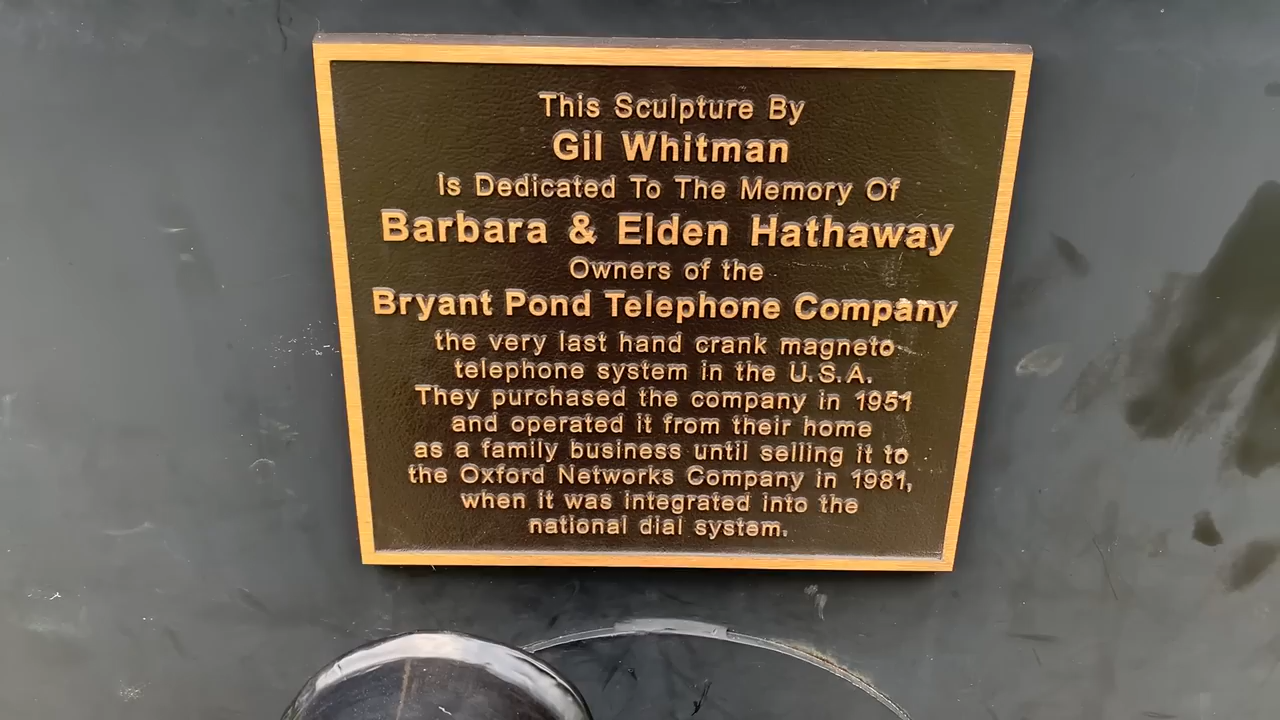 This Sculpture By
Gil Whitman
Is Dedicated To The Memory Of
Barbara & Elden Hathaway
Owners of the
Bryant Pond Telephone Company
the very last hand crank magneto
telephone system in the U.S.A.
They purchased the company in 1951
and operated it from their home
as a family business until selling it to
the Oxford Networks Company in 1981,
when it was integrated into the
national dial system.